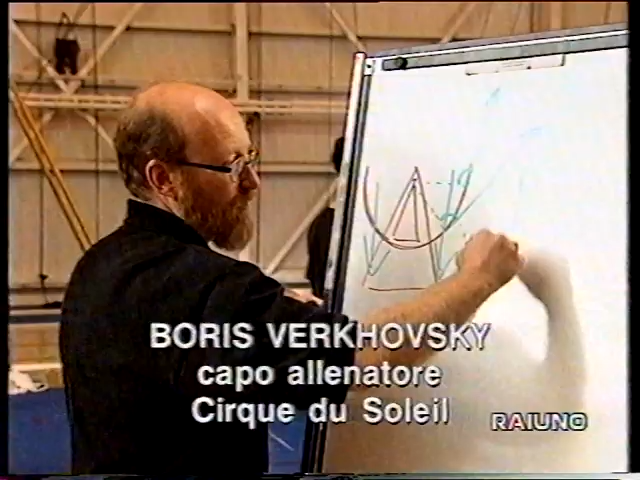 BORIS VERKHOVSKY
capo allenatore
Cirque du Soleil
RAIUNO